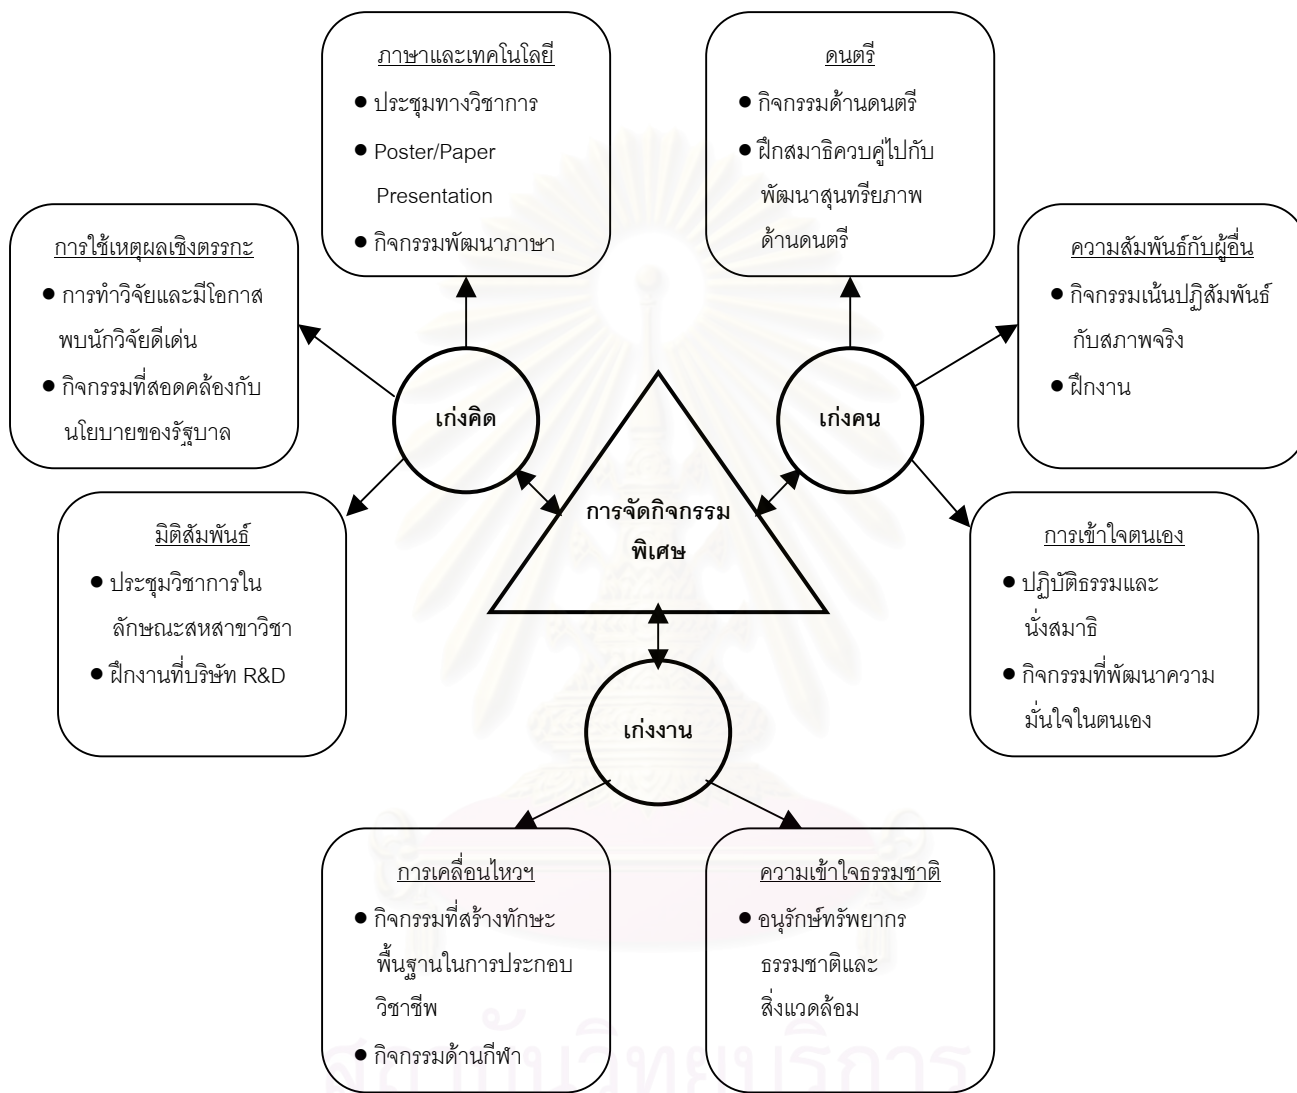 ภาษาและเทคโนโลยี
● ประชุมทางวิชาการ
● Poster/Paper
Presentation
● กิจกรรมพัฒนาภาษา
ดนตรี
● กิจกรรมด้านดนตรี
● ฝึกสมาธิควบคู่ไปกับ
พัฒนาสุนทรียภาพ
ด้านดนตรี
การใช้เหตุผลเชิงตรรกะ
● การทำวิจัยและมีโอกาส
พบนักวิจัยดีเด่น
● กิจกรรมที่สอดคล้องกับ
นโยบายของรัฐบาล
ความสัมพันธ์กับผู้อื่น
● กิจกรรมเน้นปฏิสัมพันธ์
กับสภาพจริง
● ฝึกงาน
เก่งคิด
เก่งคน
การจัดกิจกรรม
พิเศษ
มิติสัมพันธ์
● ประชุมวิชาการใน
ลักษณะสหสาขาวิชา
● ฝึกงานที่บริษัท R&D
การเข้าใจตนเอง
● ปฏิบัติธรรมและ
นั่งสมาธิ
● กิจกรรมที่พัฒนาความ
มั่นใจในตนเอง
เก่งงาน
การเคลื่อนไหวฯ
● กิจกรรมที่สร้างทักษะ
พื้นฐานในการประกอบ
วิชาชีพ
● กิจกรรมด้านกีฬา
ความเข้าใจธรรมชาติ
● อนุรักษ์ทรัพยากร
ธรรมชาติและ
สิ่งแวดล้อม
สถาบันวิทยบริการ